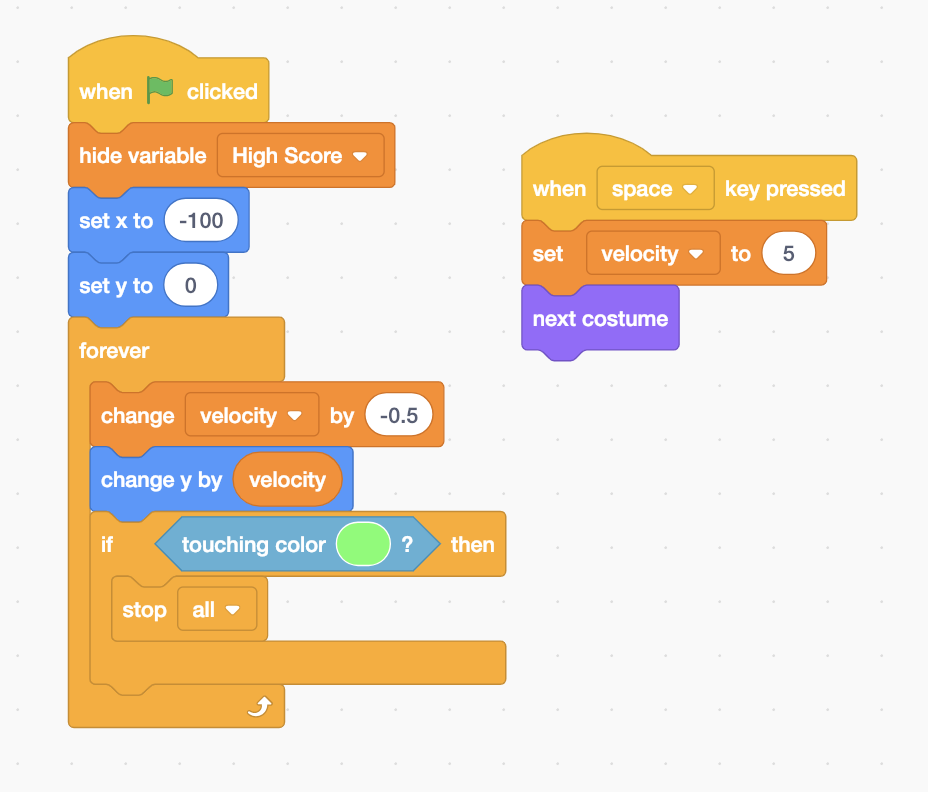 when clicked
hide variable High Score
set x to -100
set y to 0
forever
change velocity by -0.5
change y by velocity
if touching color ? then
stop all
when space key pressed
set velocity to 5
next costume